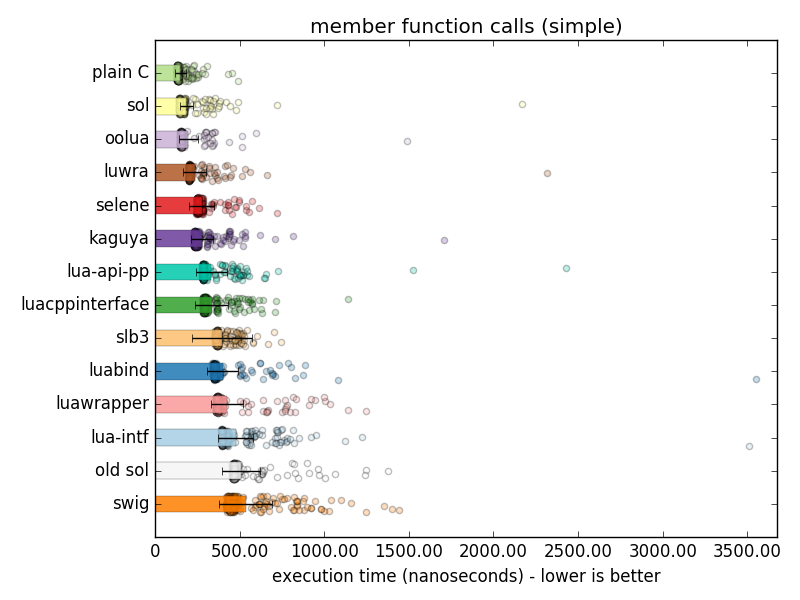 member function calls (simple)
plain C
sol
oolua
luwra
selene
kaguya
lua-api-pp
luacppinterface
slb3
luabind
luawrapper
lua-intf
old sol
swig
0 500.00 1000.00 1500.00 2000.00 2500.00 3000.00 3500.00
execution time (nanoseconds) - lower is better